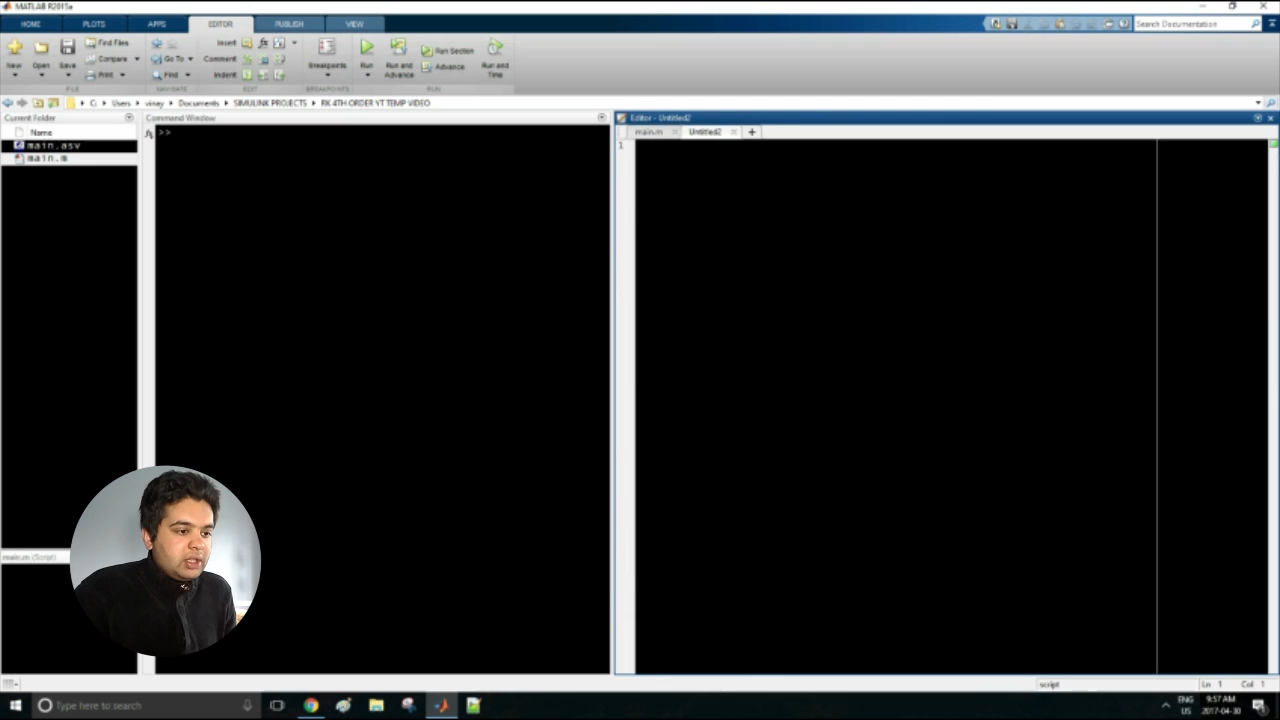 MATLAB R2015a
HOME PLOTS APPS EDITOR PUBLISH VIEW
Search Documentation
New Open Save Find Files Compare Print
Go To Find
Insert Comment Indent
Breakpoints
Run Run and Advance Run Section Advance Run and Time
FILE NAVIGATE EDIT BREAKPOINTS RUN
C: Users vinay Documents SIMULINK PROJECTS RK 4TH ORDER YT TEMP VIDEO
Current Folder
Command Window
Editor - Untitled2
Name
fx >>
main.m Untitled2 +
1
main.asv
main.m
main.m (Script)
script
Ln 1 Col 1
Type here to search
ENG
US
9:57 AM
2017-04-30